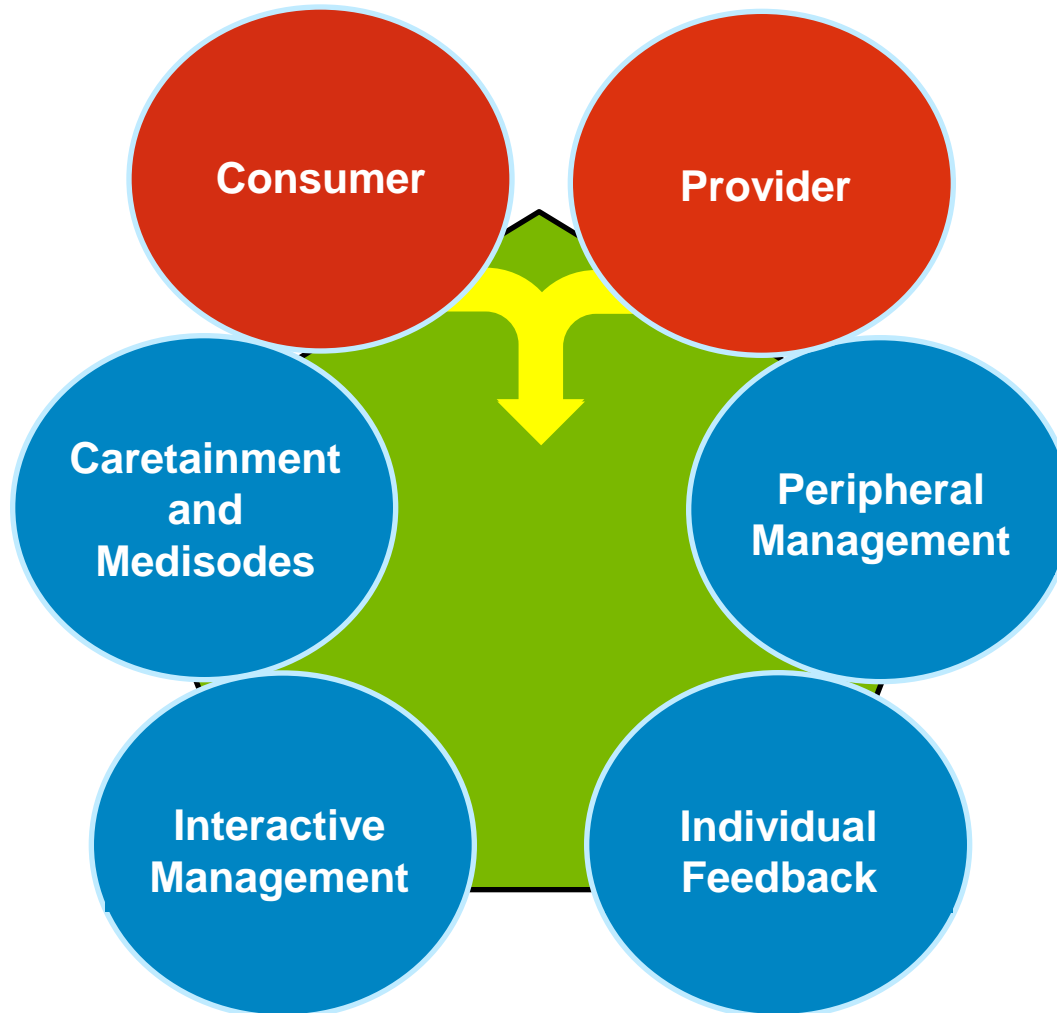 Consumer
Provider
Caretainment
and
Medisodes
Peripheral
Management
Interactive
Management
Individual
Feedback